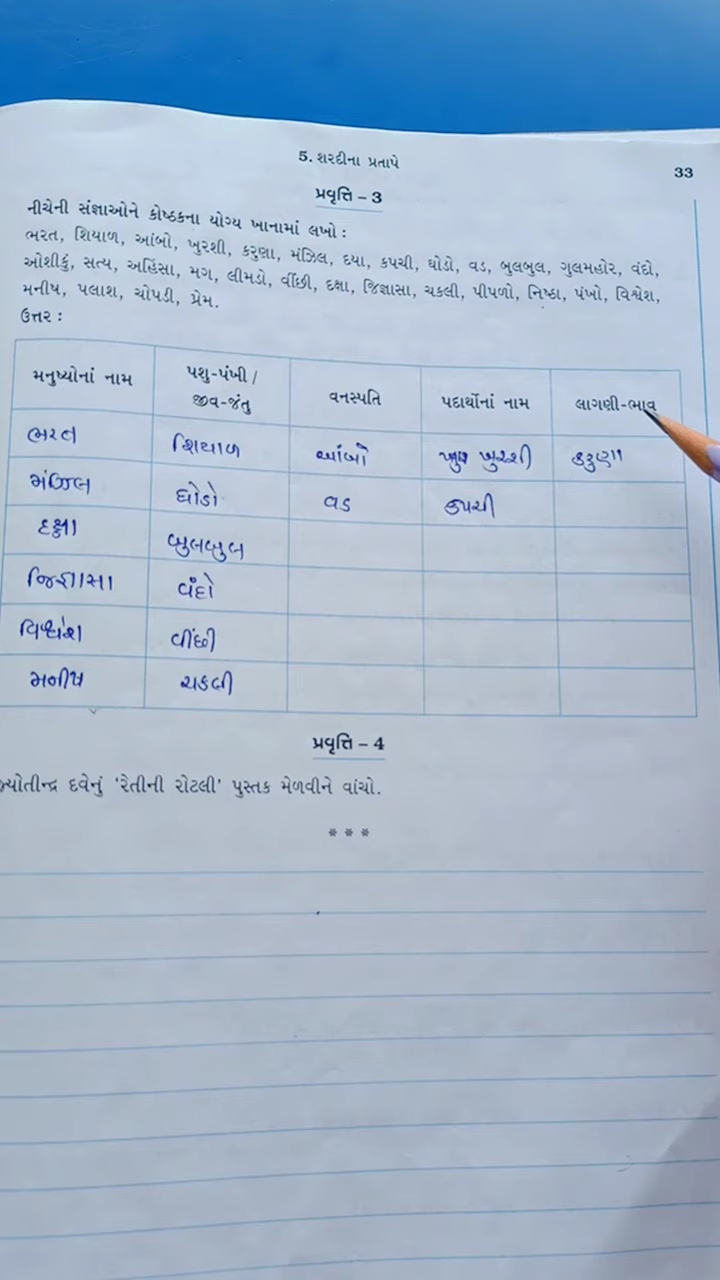 5. શરદીના પ્રતાપે
33
પ્રવૃત્તિ – 3
નીચેની સંજ્ઞાઓને કોષ્ઠકના યોગ્ય ખાનામાં લખો :
ભરત, શિયાળ, આંબો, ખુરશી, કરુણા, મંઝિલ, દયા, કપચી, ઘોડો, વડ, બુલબુલ, ગુલમહોર, વંદો,
ઓશીકું, સત્ય, અહિંસા, મગ, લીમડો, વીંછી, દક્ષા, જિજ્ઞાસા, ચકલી, પીપળો, નિષ્ઠા, પંખો, વિશ્વેશ,
મનીષ, પલાશ, ચોપડી, પ્રેમ.
ઉત્તર :
મનુષ્યોનાં નામ પશુ-પંખી / જીવ-જંતુ વનસ્પતિ પદાર્થોનાં નામ લાગણી-ભાવ
ભરત શિયાળ આંબો ખુરશી કરુણા
મંઝિલ ઘોડો વડ કપચી
દક્ષા બુલબુલ
જિજ્ઞાસા વંદો
વિશ્વેશ વીંછી
મનીષ ચકલી
પ્રવૃત્તિ – 4
જ્યોતીન્દ્ર દવેનું ‘રેતીની રોટલી’ પુસ્તક મેળવીને વાંચો.
* * *